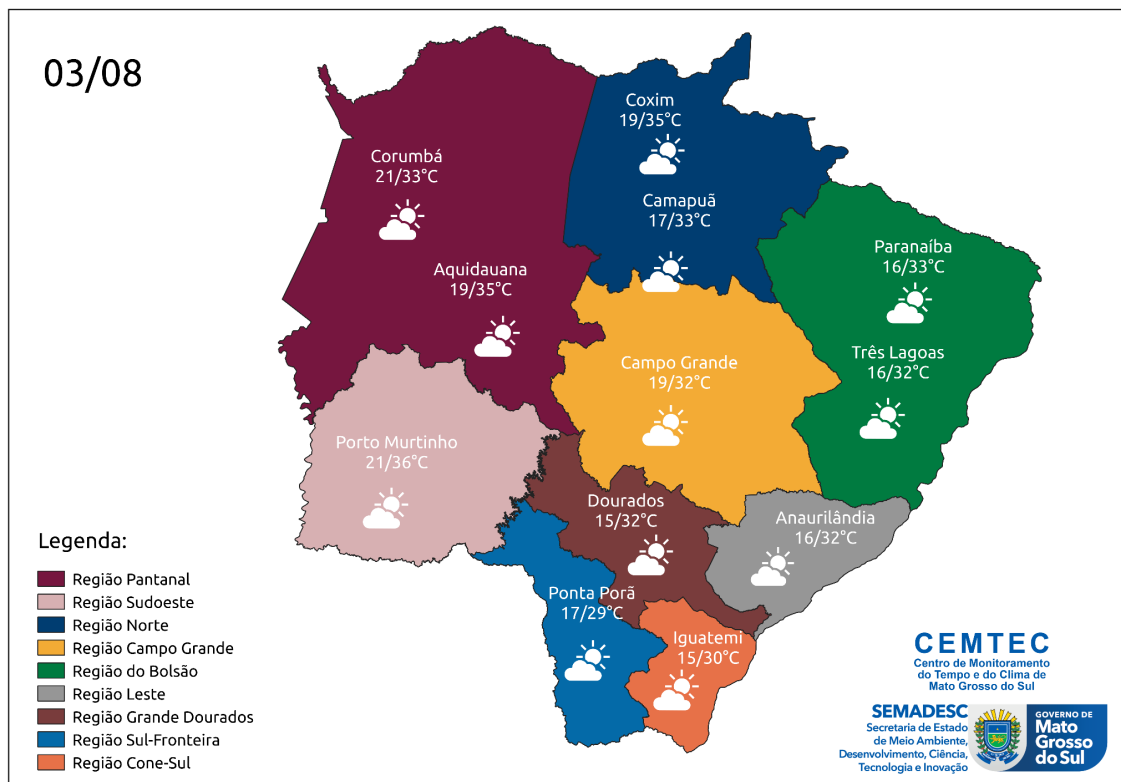 03/08
Coxim
19/35°C
Corumbá
21/33°C
Camapuã
17/33°C
Paranaíba
16/33°C
Aquidauana
19/35°C
Três Lagoas
16/32°C
Campo Grande
19/32°C
Porto Murtinho
21/36°C
Dourados
15/32°C
Anaurilândia
16/32°C
Ponta Porã
17/29°C
Iguatemi
15/30°C
Legenda:
Região Pantanal
Região Sudoeste
Região Norte
Região Campo Grande
Região do Bolsão
Região Leste
Região Grande Dourados
Região Sul-Fronteira
Região Cone-Sul
CEMTEC
Centro de Monitoramento
do Tempo e do Clima de
Mato Grosso do Sul
SEMADESC
Secretaria de Estado
de Meio Ambiente,
Desenvolvimento, Ciência,
Tecnologia e Inovação
GOVERNO DE
Mato
Grosso
do Sul